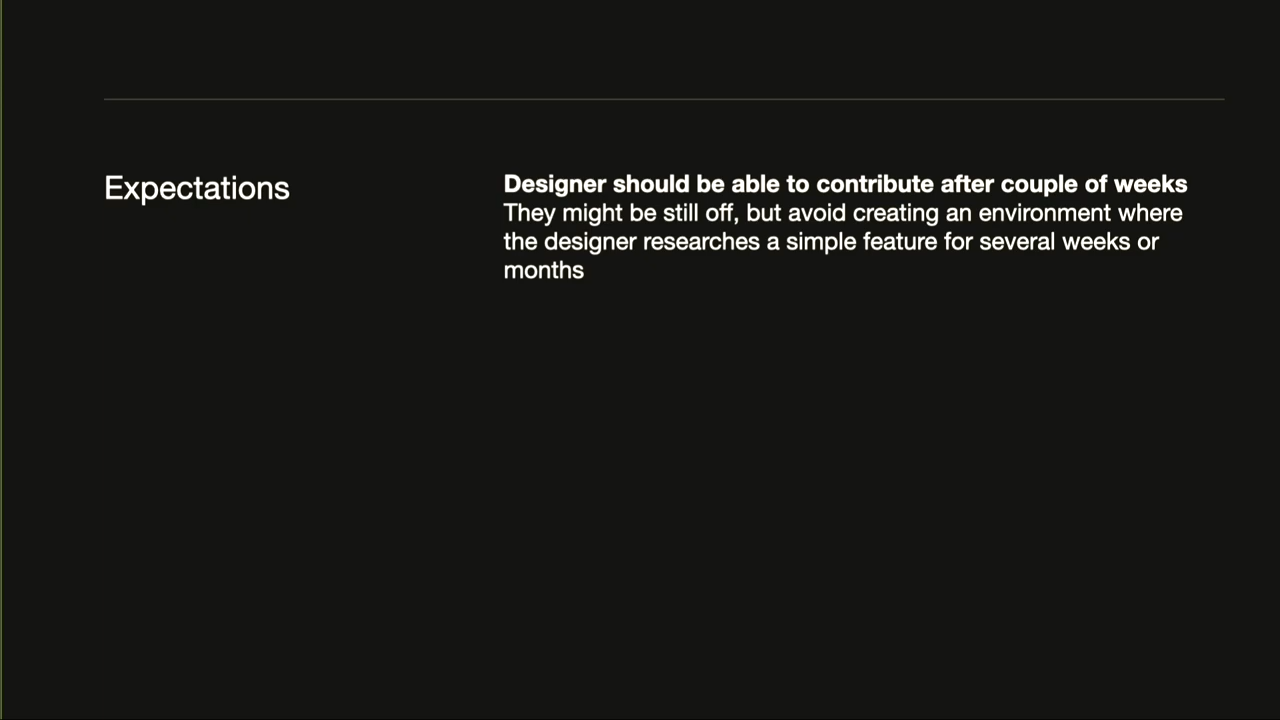 Expectations
Designer should be able to contribute after couple of weeks
They might be still off, but avoid creating an environment where
the designer researches a simple feature for several weeks or
months